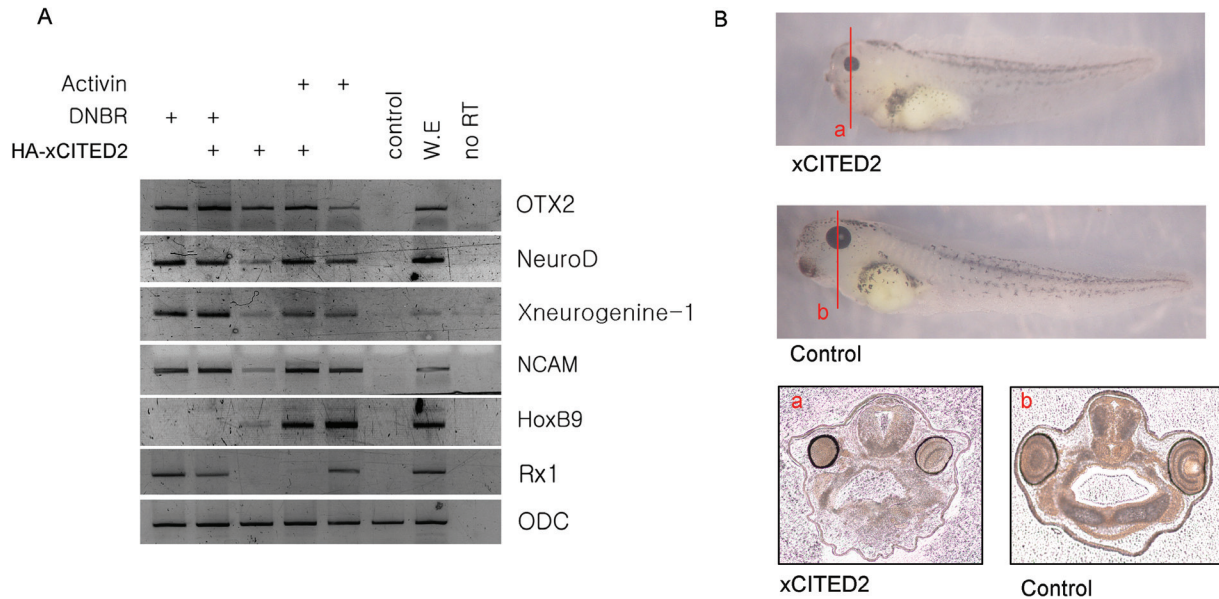 A
Activin + +
DNBR + +
HA-xCITED2 + + +
control
W.E
no RT
OTX2
NeuroD
Xneurogenine-1
NCAM
HoxB9
Rx1
ODC
B
a
xCITED2
b
Control
a
b
xCITED2
Control